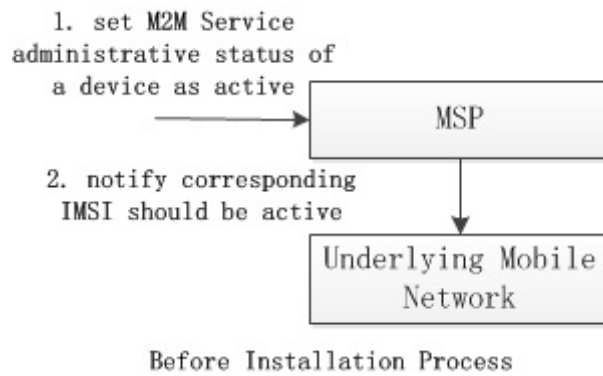 1. set M2M Service
administrative status of
a device as active
MSP
2. notify corresponding
IMSI should be active
Underlying Mobile
Network
Before Installation Process